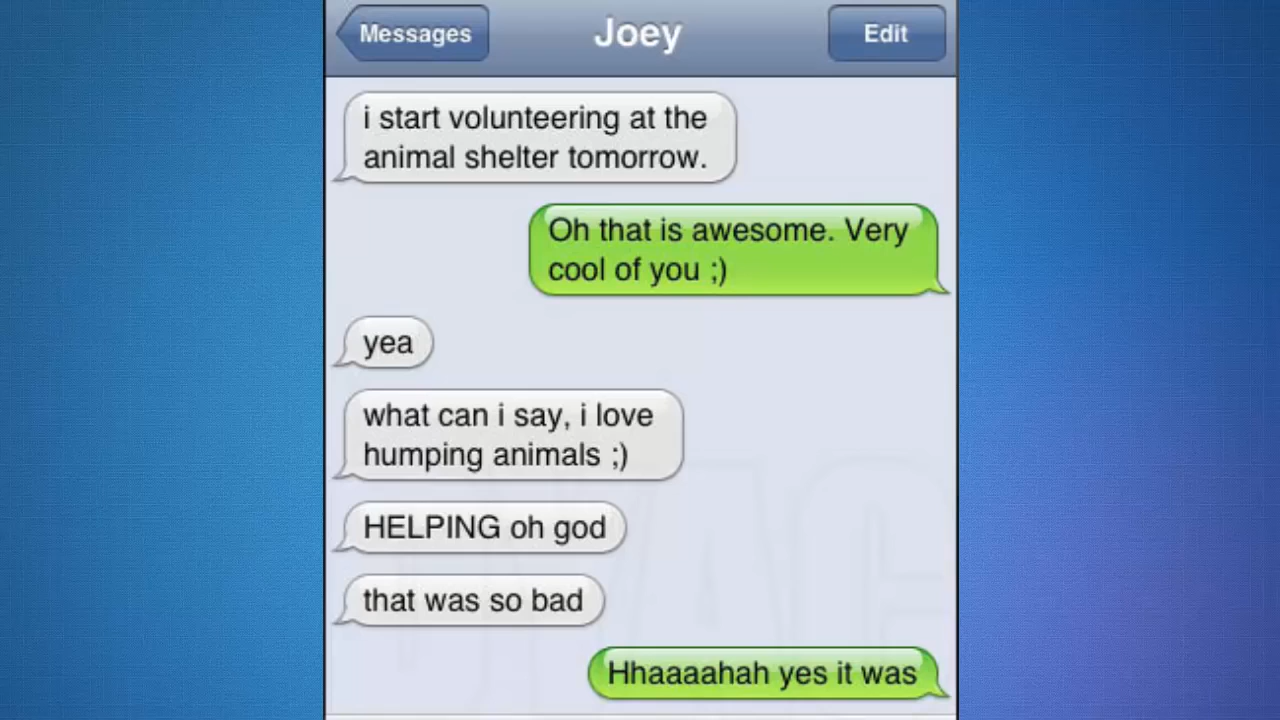 Messages
Joey
Edit
i start volunteering at the
animal shelter tomorrow.
Oh that is awesome. Very
cool of you ;)
yea
what can i say, i love
humping animals ;)
HELPING oh god
that was so bad
Hhaaaahah yes it was